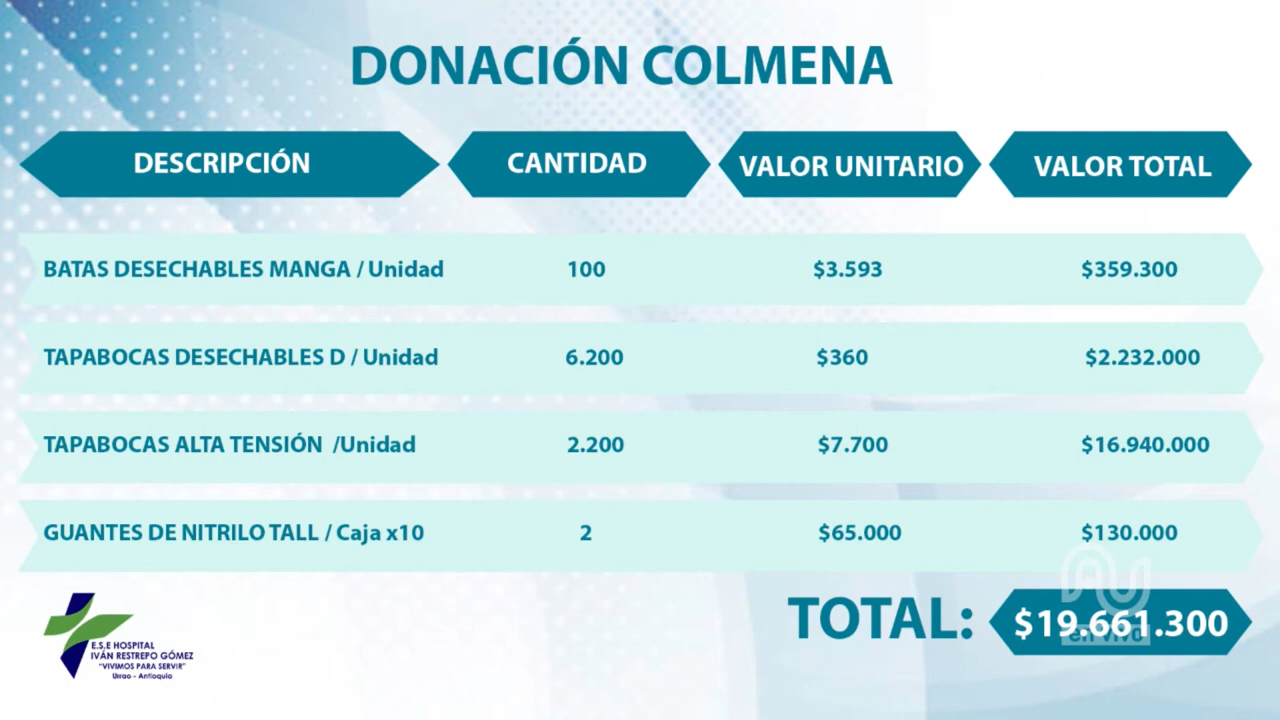 DONACIÓN COLMENA
DESCRIPCIÓN CANTIDAD VALOR UNITARIO VALOR TOTAL
BATAS DESECHABLES MANGA / Unidad 100 $3.593 $359.300
TAPABOCAS DESECHABLES D / Unidad 6.200 $360 $2.232.000
TAPABOCAS ALTA TENSIÓN /Unidad 2.200 $7.700 $16.940.000
GUANTES DE NITRILO TALL / Caja x10 2 $65.000 $130.000
TOTAL: $19.661.300
AU
en vivo
E.S.E HOSPITAL
IVÁN RESTREPO GÓMEZ
"VIVIMOS PARA SERVIR"
Urrao - Antioquia